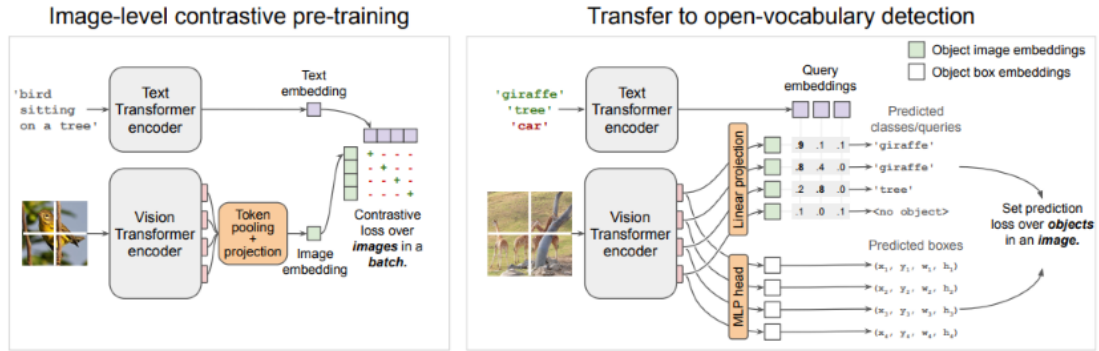 Image-level contrastive pre-training
Transfer to open-vocabulary detection
'bird
sitting
on a tree'
Text
Transformer
encoder
Text
embedding
Vision
Transformer
encoder
Token
pooling
+
projection
Image embedding
+ - - -
- + - -
- - + -
- - - +
Contrastive
loss over
images in a
batch.
Object image embeddings
Object box embeddings
'giraffe'
'tree'
'car'
Text
Transformer
encoder
Query
embeddings
Vision
Transformer
encoder
Linear projection
MLP head
Predicted
classes/queries
.9 .1 .1 'giraffe'
.8 .4 .0 'giraffe'
.2 .8 .0 'tree'
.1 .0 .1 <no object>
Predicted boxes
(x₁, y₁, w₁, h₁)
(x₂, y₂, w₂, h₂)
(x₃, y₃, w₃, h₃)
(x₄, y₄, w₄, h₄)
Set prediction
loss over objects
in an image.